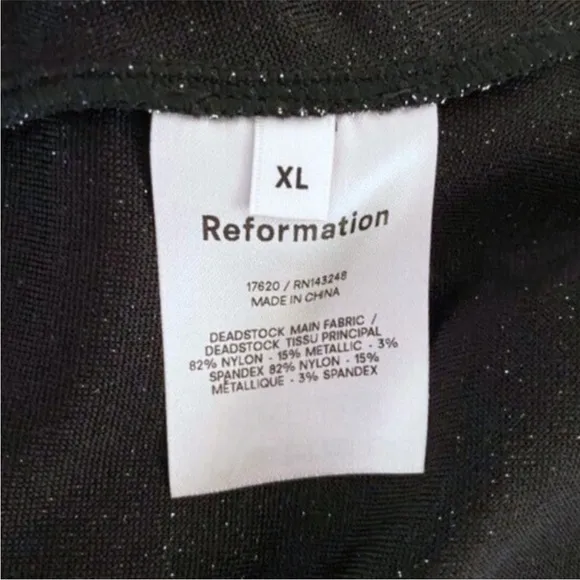 XL
Reformation
17620 / RN143248
MADE IN CHINA
DEADSTOCK MAIN FABRIC /
DEADSTOCK TISSU PRINCIPAL
82% NYLON - 15% METALLIC - 3%
SPANDEX 82% NYLON - 15%
MÉTALLIQUE - 3% SPANDEX